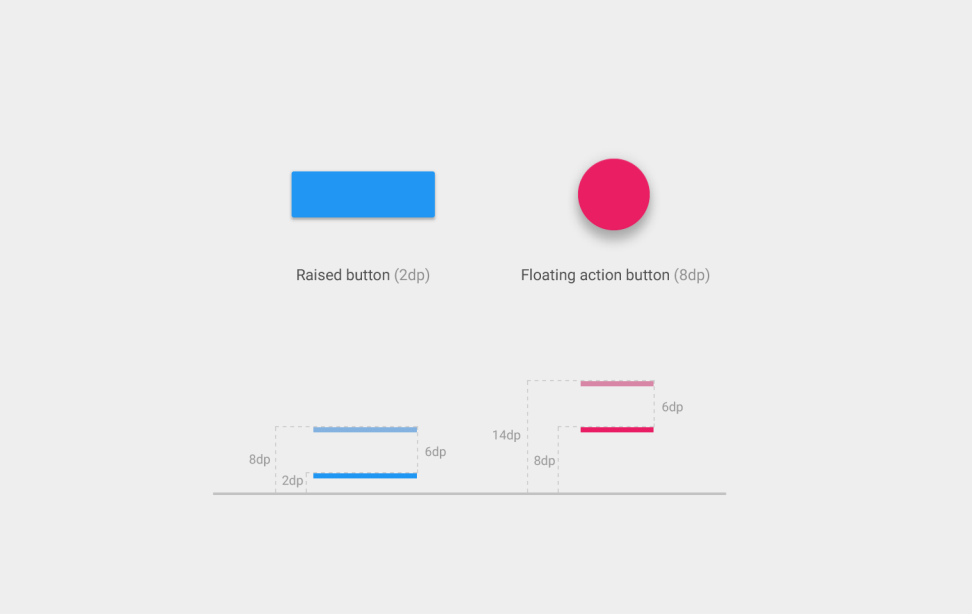 Raised button (2dp)
Floating action button (8dp)
8dp
2dp
6dp
14dp
8dp
6dp